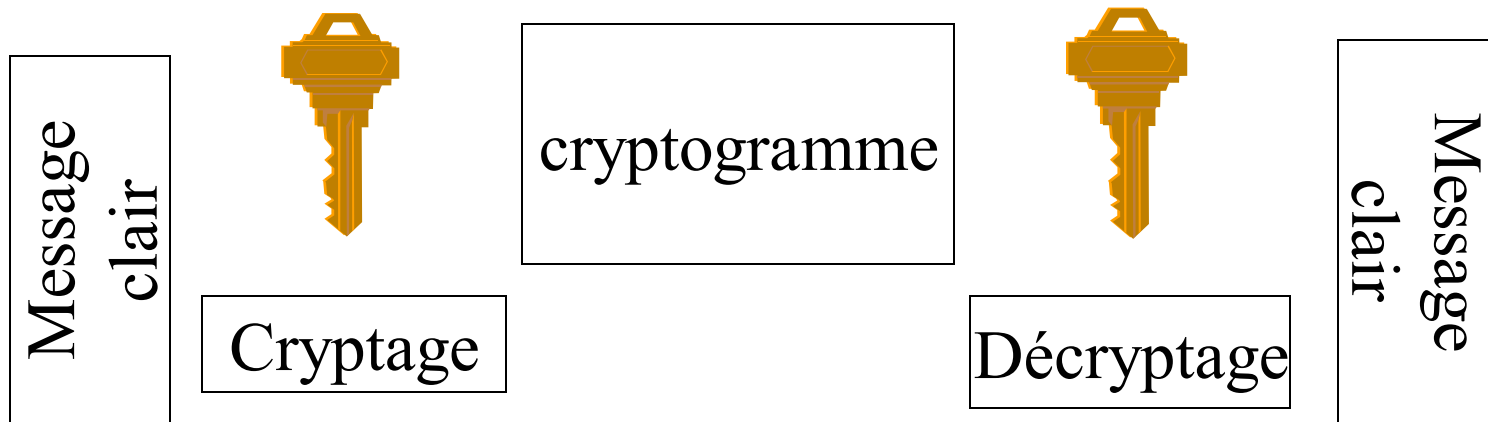 Message
clair
Cryptage
cryptogramme
Décryptage
Message
clair